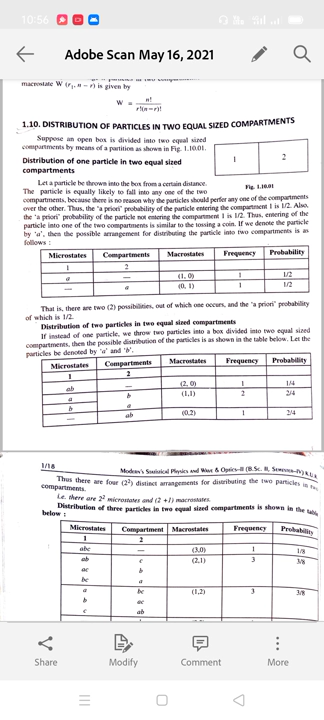 10:56
Adobe Scan May 16, 2021
macrostate W (r₁, n – r) is given by
W = n! / r!(n–r)!
1.10. DISTRIBUTION OF PARTICLES IN TWO EQUAL SIZED COMPARTMENTS
Suppose an open box is divided into two equal sized
compartments by means of a partition as shown in Fig. 1.10.01.
Distribution of one particle in two equal sized
compartments
1 2
Fig. 1.10.01
Let a particle be thrown into the box from a certain distance.
The particle is equally likely to fall into any one of the two
compartments, because there is no reason why the particles should perfer any one of the compartments
over the other. Thus, the 'a priori' probability of the particle entering the compartment 1 is 1/2. Also,
the 'a priori' probability of the particle not entering the compartment 1 is 1/2. Thus, entering of the
particle into one of the two compartments is similar to the tossing a coin. If we denote the particle
by 'a', then the possible arrangement for distributing the particle into two compartments is as
follows :
Microstates Compartments Macrostates Frequency Probability
1 2
a — (1, 0) 1 1/2
— a (0, 1) 1 1/2
That is, there are two (2) possibilities, out of which one occurs, and the 'a priori' probability
of which is 1/2.
Distribution of two particles in two equal sized compartments
If instead of one particle, we throw two particles into a box divided into two equal sized
compartments, then the possible distribution of the particles is as shown in the table below. Let the
particles be denoted by 'a' and 'b'.
Microstates Compartments Macrostates Frequency Probability
1 2
ab — (2, 0) 1 1/4
a b (1,1) 2 2/4
b a
— ab (0,2) 1 2/4
1/18
Modern's Statistical Physics and Wave & Optics-II (B.Sc. II, Semester-IV) K.U.K.
Thus there are four (2²) distinct arrangements for distributing the two particles in two
compartments.
i.e. there are 2² microstates and (2 +1) macrostates.
Distribution of three particles in two equal sized compartments is shown in the table
below :
Microstates Compartment Macrostates Frequency Probability
1 2
abc — (3,0) 1 1/8
ab c (2,1) 3 3/8
ac b
bc a
a bc (1,2) 3 3/8
b ac
c ab
Share Modify Comment More